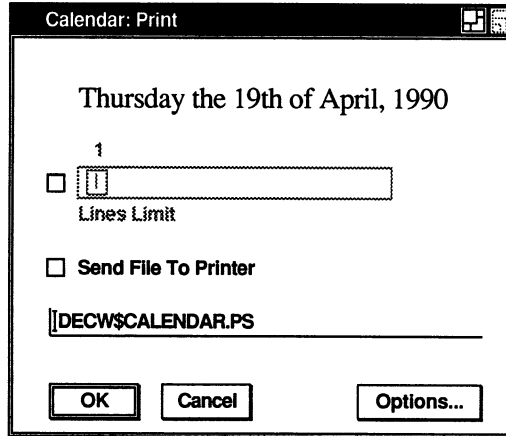 Calendar: Print
Thursday the 19th of April, 1990
1
Lines Limit
Send File To Printer
DECW$CALENDAR.PS
OK
Cancel
Options...